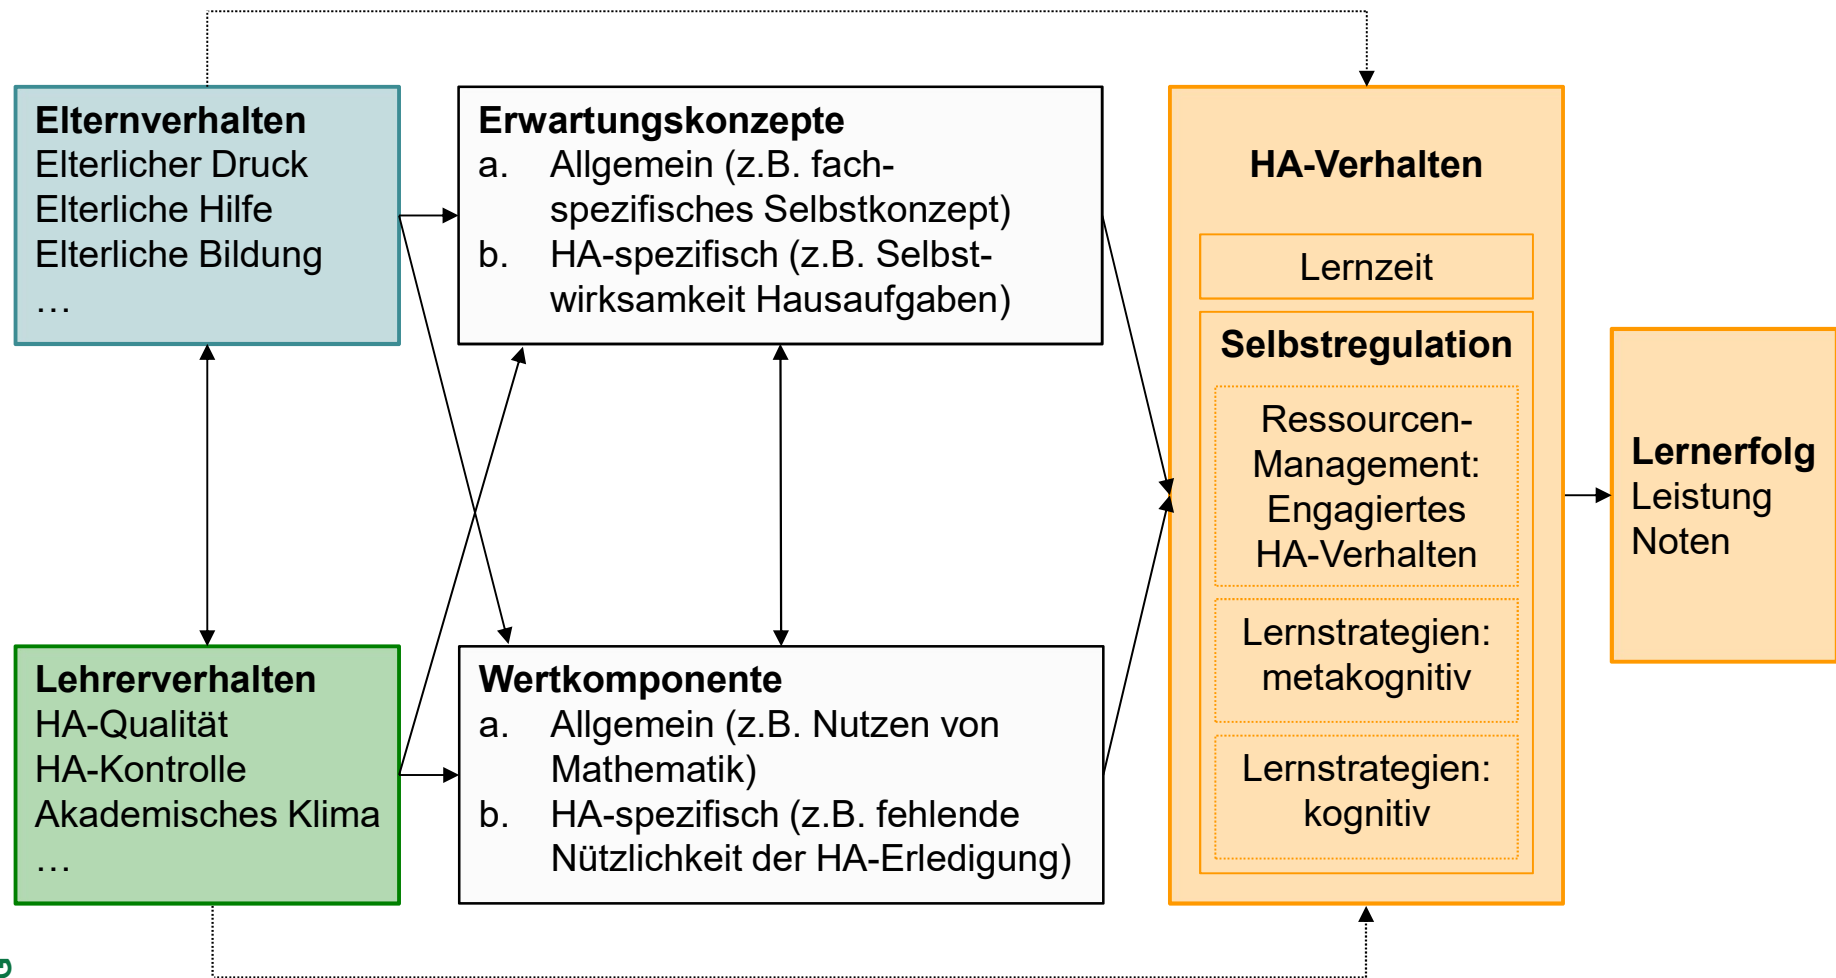 Elternverhalten
Elterlicher Druck
Elterliche Hilfe
Elterliche Bildung
…
Erwartungskonzepte
a. Allgemein (z.B. fach-
spezifisches Selbstkonzept)
b. HA-spezifisch (z.B. Selbst-
wirksamkeit Hausaufgaben)
Lehrerverhalten
HA-Qualität
HA-Kontrolle
Akademisches Klima
…
Wertkomponente
a. Allgemein (z.B. Nutzen von
Mathematik)
b. HA-spezifisch (z.B. fehlende
Nützlichkeit der HA-Erledigung)
HA-Verhalten
Lernzeit
Selbstregulation
Ressourcen-
Management:
Engagiertes
HA-Verhalten
Lernstrategien:
metakognitiv
Lernstrategien:
kognitiv
Lernerfolg
Leistung
Noten
G